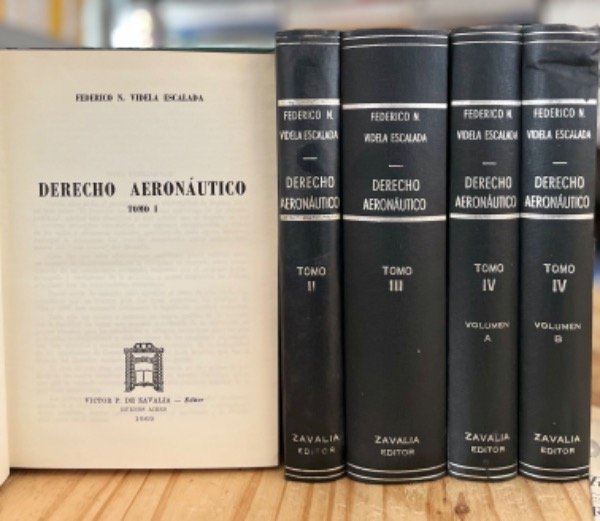 FEDERICO N. VIDELA ESCALADA
DERECHO AERONÁUTICO
TOMO I
VICTOR P. DE ZAVALIA — Editor
BUENOS AIRES
FEDERICO N.
VIDELA ESCALADA
DERECHO
AERONÁUTICO
TOMO
II
ZAVALIA
EDITOR
FEDERICO N.
VIDELA ESCALADA
DERECHO
AERONÁUTICO
TOMO
III
ZAVALIA
EDITOR
FEDERICO N.
VIDELA ESCALADA
DERECHO
AERONÁUTICO
TOMO
IV
VOLUMEN
A
ZAVALIA
EDITOR
FEDERICO N.
VIDELA ESCALADA
DERECHO
AERONÁUTICO
TOMO
IV
VOLUMEN
B
ZAVALIA
EDITOR